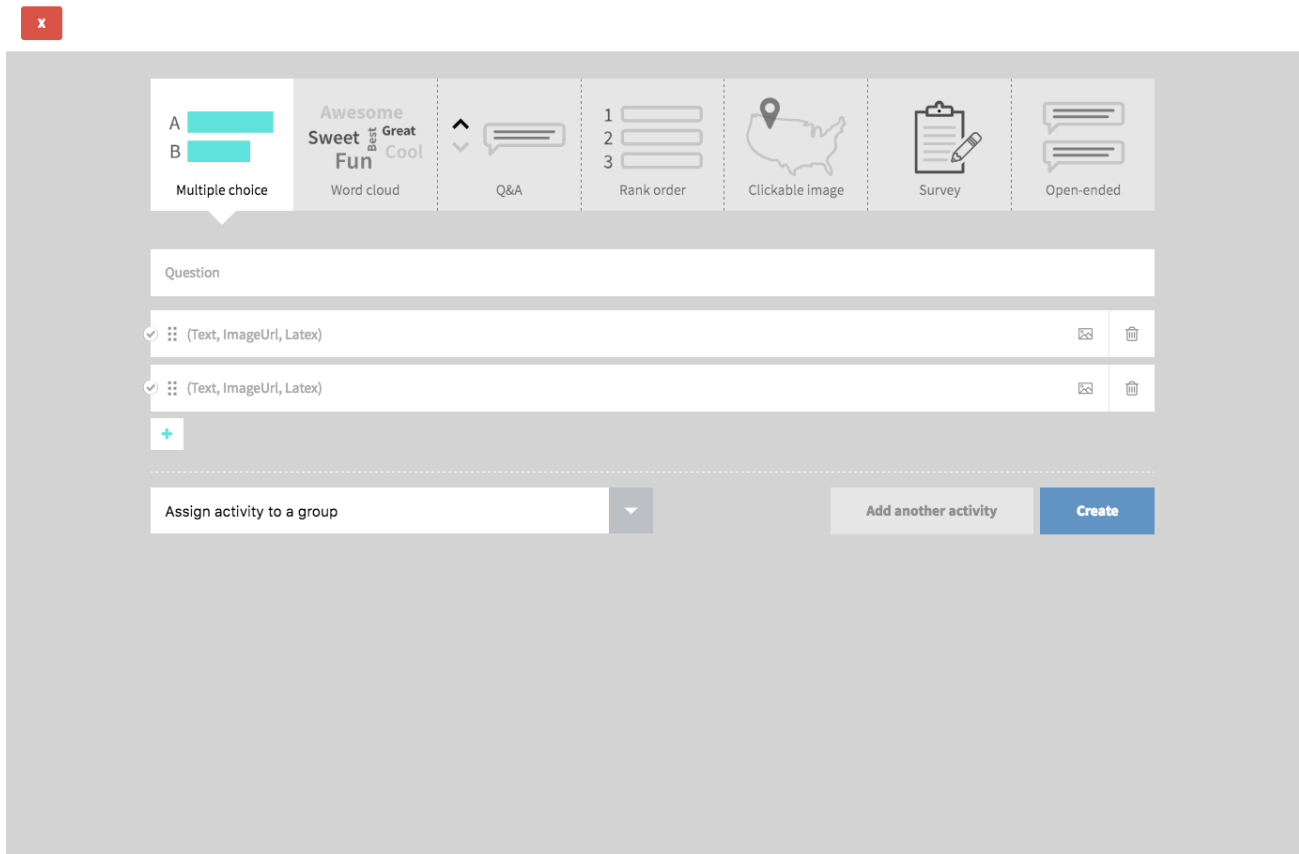 x
A
B
Multiple choice
Awesome
Sweet Best Great
Fun Cool
Word cloud
Q&A
1
2
3
Rank order
Clickable image
Survey
Open-ended
Question
(Text, ImageUrl, Latex)
(Text, ImageUrl, Latex)
+
Assign activity to a group
Add another activity
Create